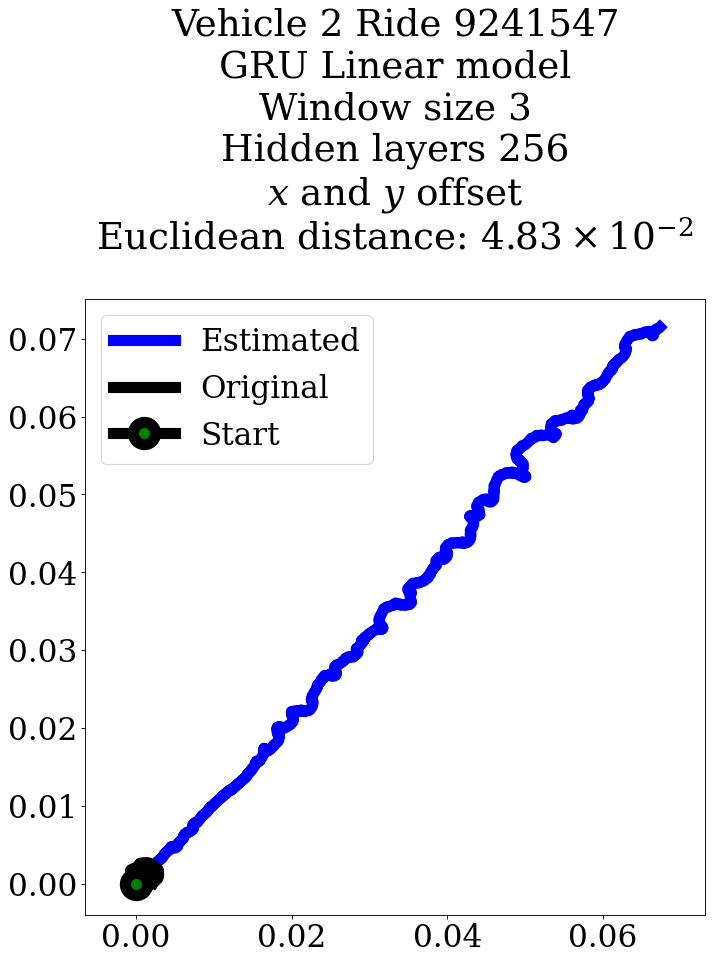 Vehicle 2 Ride 9241547
GRU Linear model
Window size 3
Hidden layers 256
x and y offset
Euclidean distance: 4.83 × 10⁻²
Estimated
Original
Start
0.07
0.06
0.05
0.04
0.03
0.02
0.01
0.00
0.00 0.02 0.04 0.06